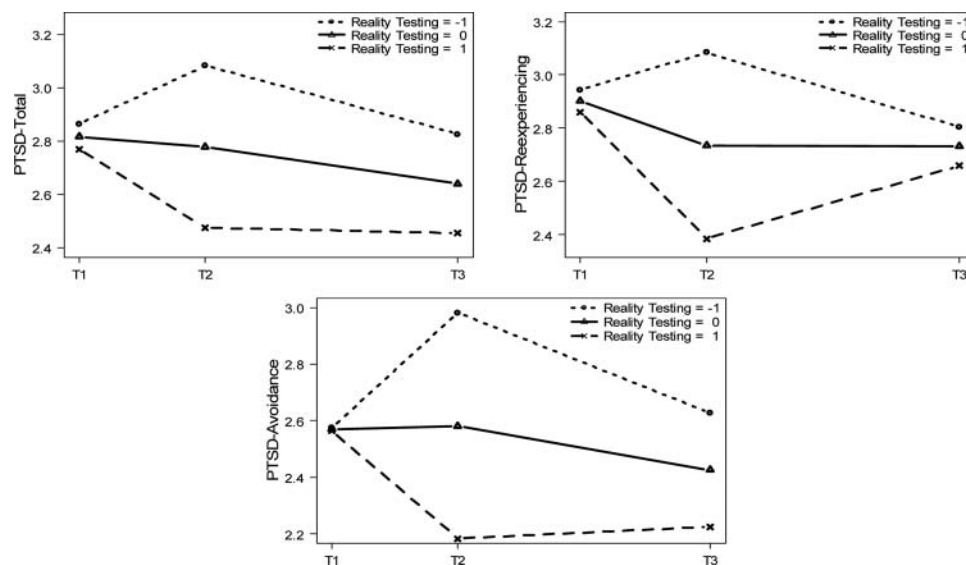 Reality Testing = -1
Reality Testing = 0
Reality Testing = 1
PTSD-Total
3.2
3.0
2.8
2.6
2.4
T1
T2
T3
Reality Testing = -1
Reality Testing = 0
Reality Testing = 1
PTSD-Reexperiencing
3.2
3.0
2.8
2.6
2.4
T1
T2
T3
Reality Testing = -1
Reality Testing = 0
Reality Testing = 1
PTSD-Avoidance
3.0
2.8
2.6
2.4
2.2
T1
T2
T3